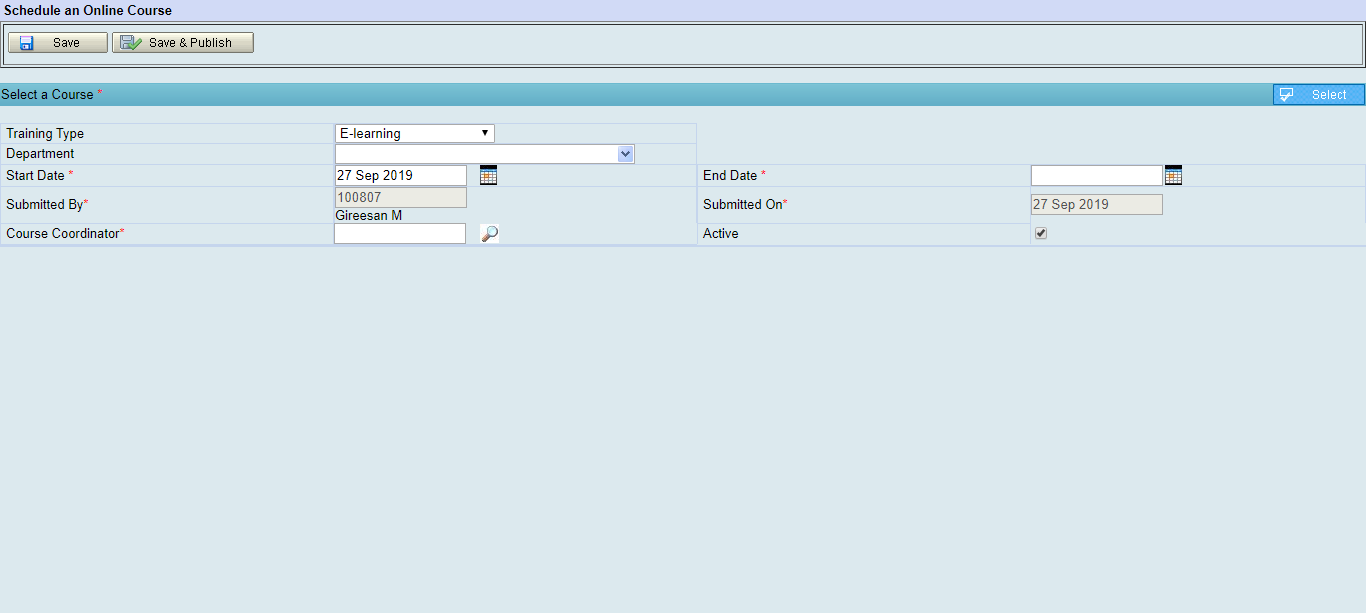 Schedule an Online Course
Save Save & Publish
Select a Course * Select
Training Type E-learning
Department
Start Date * 27 Sep 2019 End Date *
Submitted By* 100807 Submitted On* 27 Sep 2019
Gireesan M
Course Coordinator* Active